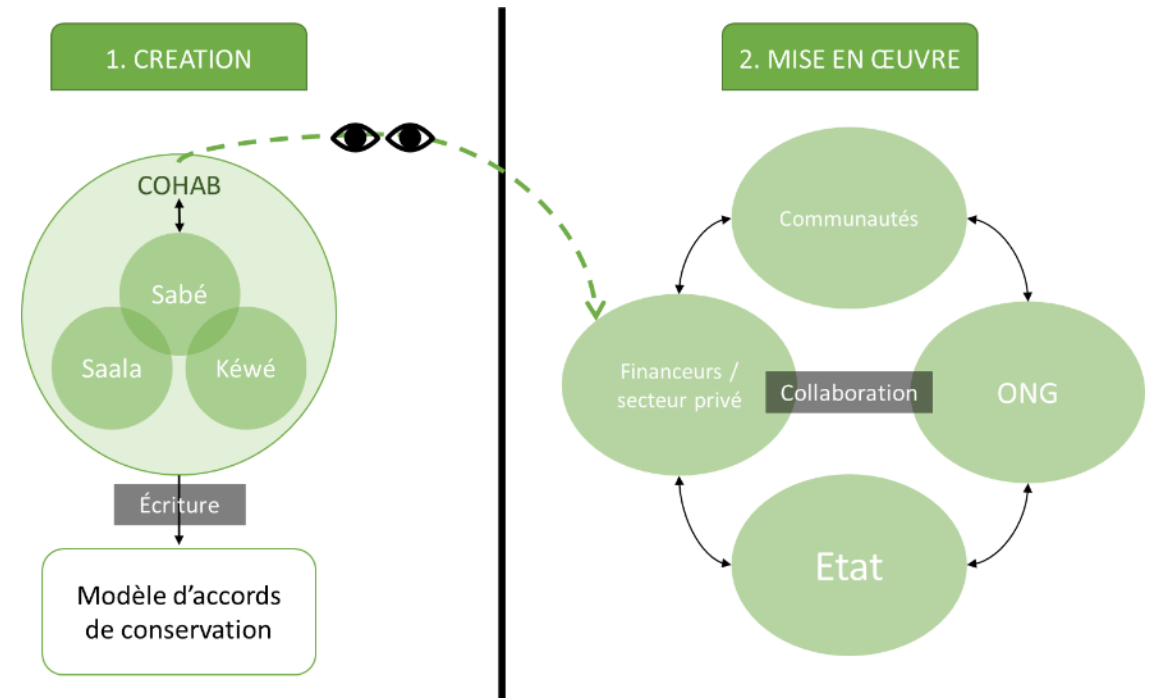 1. CREATION
COHAB
Sabé
Saala
Kéwé
Écriture
Modèle d'accords
de conservation
2. MISE EN ŒUVRE
Communautés
Financeurs /
secteur privé
Collaboration
ONG
Etat